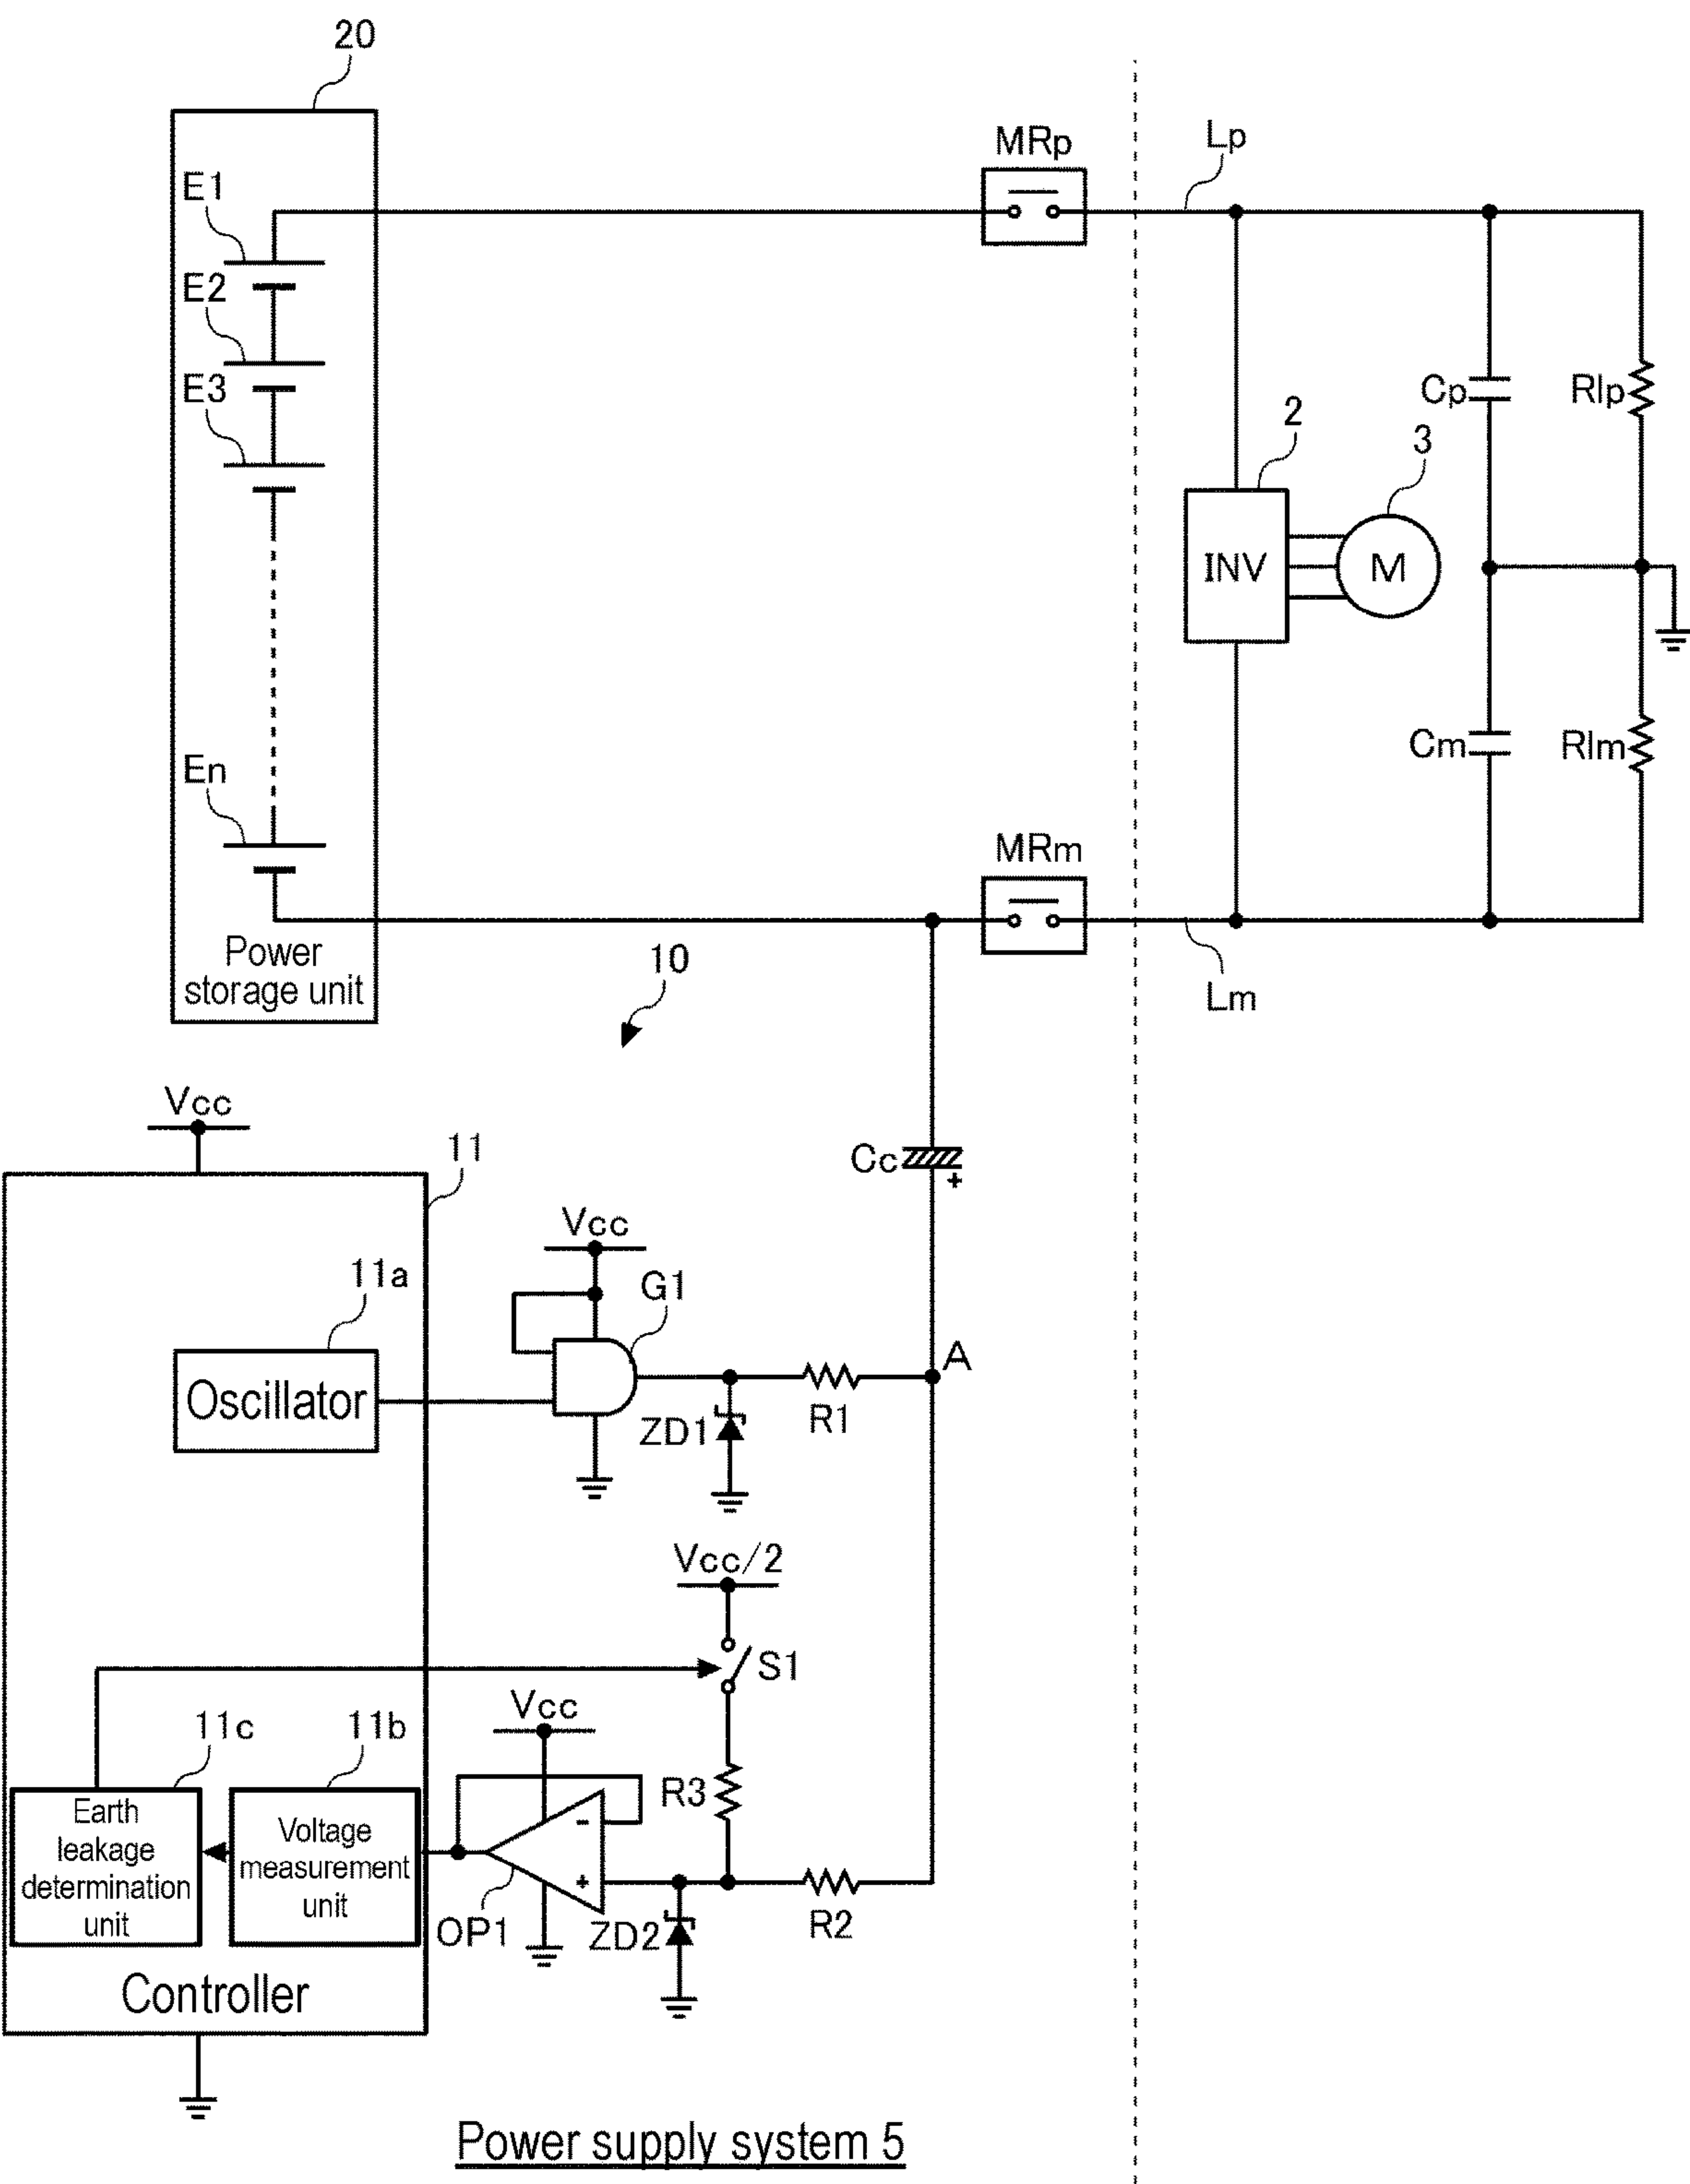 20
MRp
Lp
E1
E2
E3
Cp
Rlp
2
3
INV
M
Cm
Rlm
En
MRm
Power
storage unit
10
Lm
Vcc
11
Cc
+
Vcc
11a
G1
A
Oscillator
ZD1
R1
Vcc/2
S1
Vcc
11c
11b
R3
Earth
leakage
determination
unit
Voltage
measurement
unit
-
+
OP1
ZD2
R2
Controller
Power supply system 5